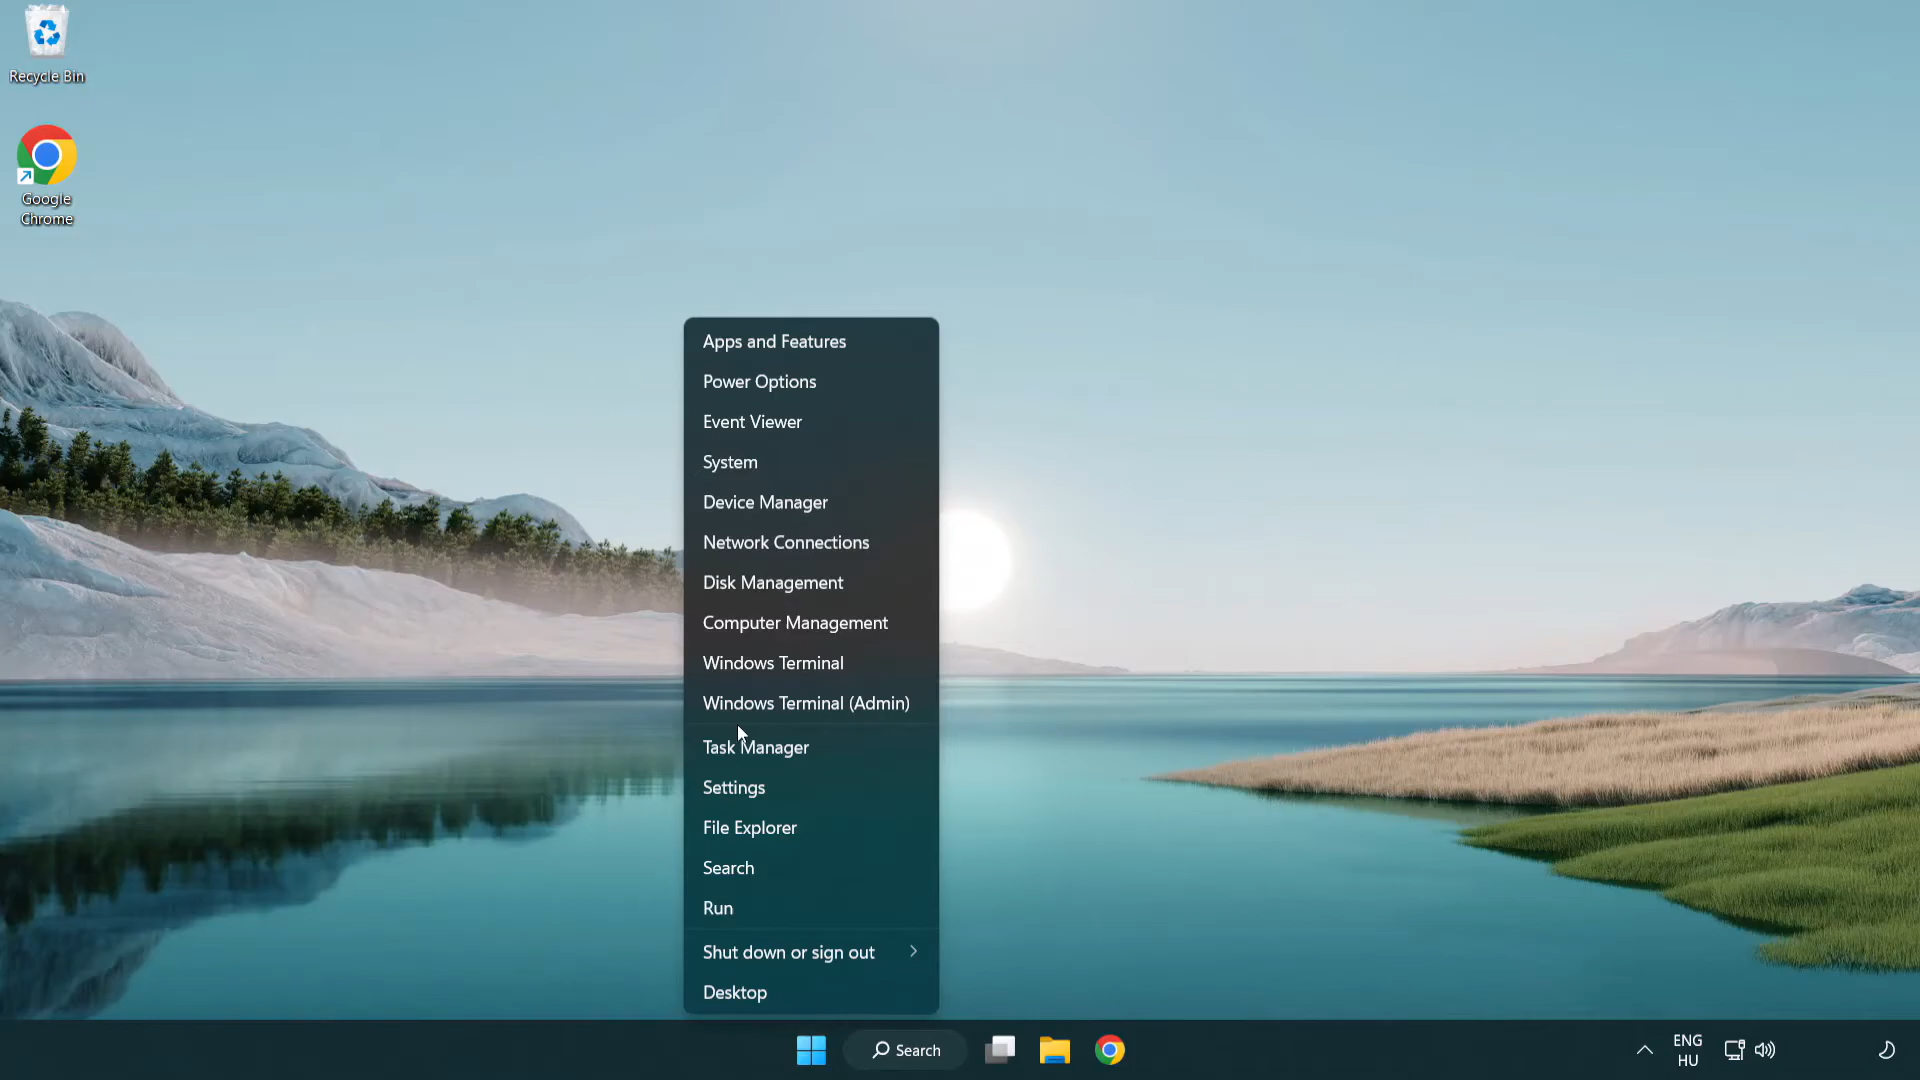 Recycle Bin
Google
Chrome
Apps and Features
Power Options
Event Viewer
System
Device Manager
Network Connections
Disk Management
Computer Management
Windows Terminal
Windows Terminal (Admin)
Task Manager
Settings
File Explorer
Search
Run
Shut down or sign out
Desktop
Search
ENG
HU